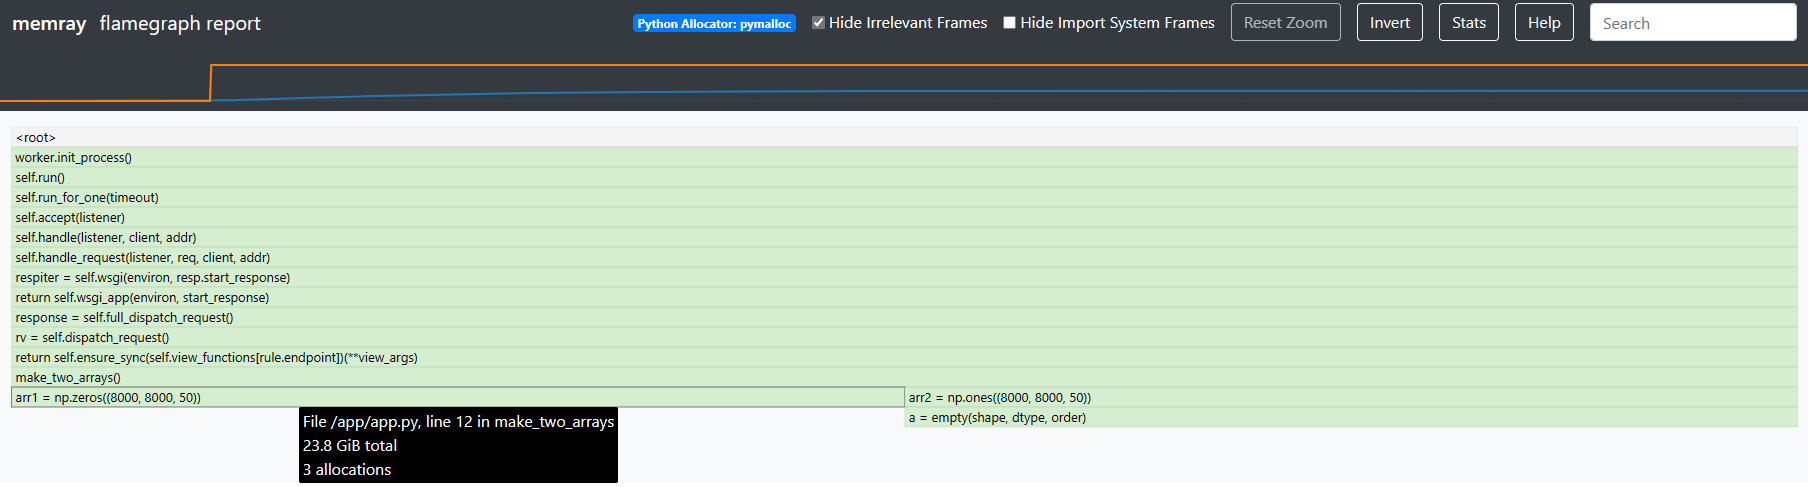 memray flamegraph report Python Allocator: pymalloc Hide Irrelevant Frames Hide Import System Frames Reset Zoom Invert Stats Help Search
<root>
worker.init_process()
self.run()
self.run_for_one(timeout)
self.accept(listener)
self.handle(listener, client, addr)
self.handle_request(listener, req, client, addr)
respiter = self.wsgi(environ, resp.start_response)
return self.wsgi_app(environ, start_response)
response = self.full_dispatch_request()
rv = self.dispatch_request()
return self.ensure_sync(self.view_functions[rule.endpoint])(**view_args)
make_two_arrays()
arr1 = np.zeros((8000, 8000, 50)) arr2 = np.ones((8000, 8000, 50))
a = empty(shape, dtype, order)
File /app/app.py, line 12 in make_two_arrays
23.8 GiB total
3 allocations